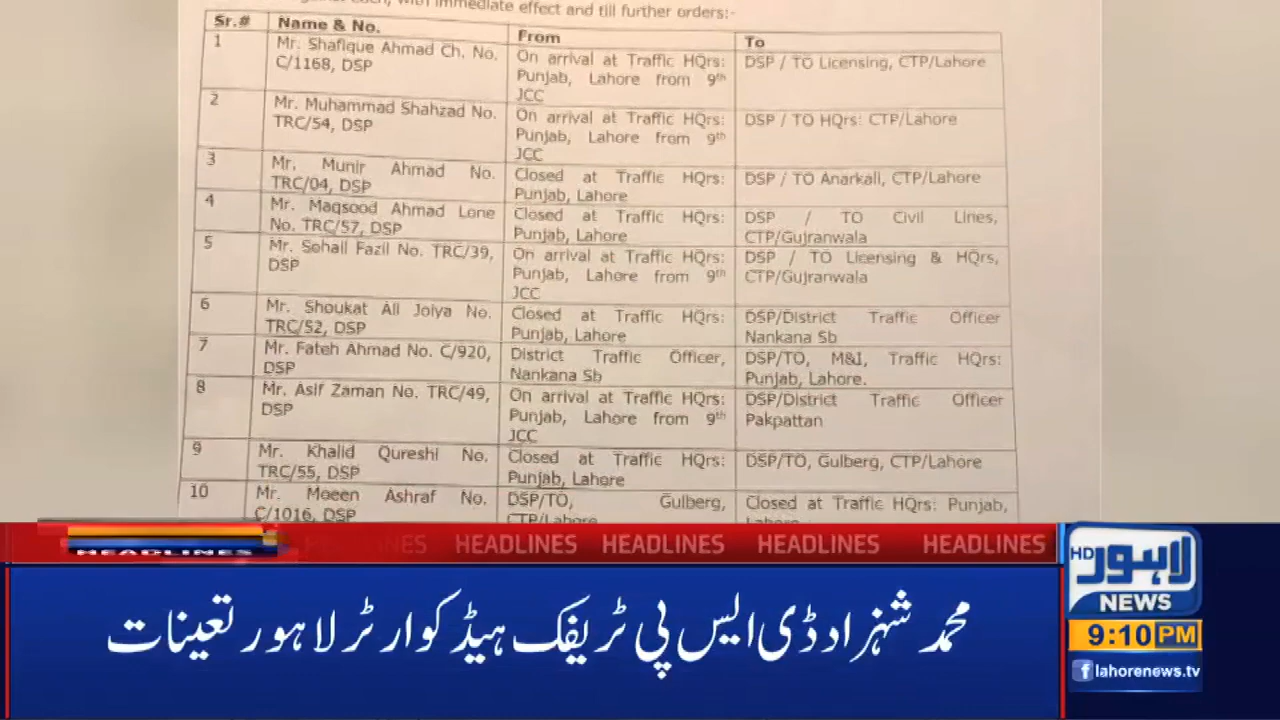 with immediate effect and till further orders:-
Sr.# Name & No. From To
1 Mr. Shafique Ahmad Ch. No. C/1168, DSP On arrival at Traffic HQrs: Punjab, Lahore from 9th JCC DSP / TO Licensing, CTP/Lahore
2 Mr. Muhammad Shahzad No. TRC/54, DSP On arrival at Traffic HQrs: Punjab, Lahore from 9th JCC DSP / TO HQrs: CTP/Lahore
3 Mr. Munir Ahmad No. TRC/04, DSP Closed at Traffic HQrs: Punjab, Lahore DSP / TO Anarkali, CTP/Lahore
4 Mr. Maqsood Ahmad Lone No. TRC/57, DSP Closed at Traffic HQrs: Punjab, Lahore DSP / TO Civil Lines, CTP/Gujranwala
5 Mr. Sohail Fazil No. TRC/39, DSP On arrival at Traffic HQrs: Punjab, Lahore from 9th JCC DSP / TO Licensing & HQrs, CTP/Gujranwala
6 Mr. Shoukat Ali Joiya No. TRC/52, DSP Closed at Traffic HQrs: Punjab, Lahore DSP/District Traffic Officer Nankana Sb
7 Mr. Fateh Ahmad No. C/920, DSP District Traffic Officer, Nankana Sb DSP/TO, M&I, Traffic HQrs: Punjab, Lahore.
8 Mr. Asif Zaman No. TRC/49, DSP On arrival at Traffic HQrs: Punjab, Lahore from 9th JCC DSP/District Traffic Officer Pakpattan
9 Mr. Khalid Qureshi No. TRC/55, DSP Closed at Traffic HQrs: Punjab, Lahore DSP/TO, Gulberg, CTP/Lahore
10 Mr. Moeen Ashraf No. C/1016, DSP DSP/TO, Gulberg, CTP/Lahore Closed at Traffic HQrs: Punjab, Lahore
HEADLINES HEADLINES HEADLINES HEADLINES HEADLINES HEADLINES
محمد شہزاد ڈی ایس پی ٹریفک ہیڈ کوارٹر لاہور تعینات
HD لاہور
NEWS
9:10 PM
lahorenews.tv